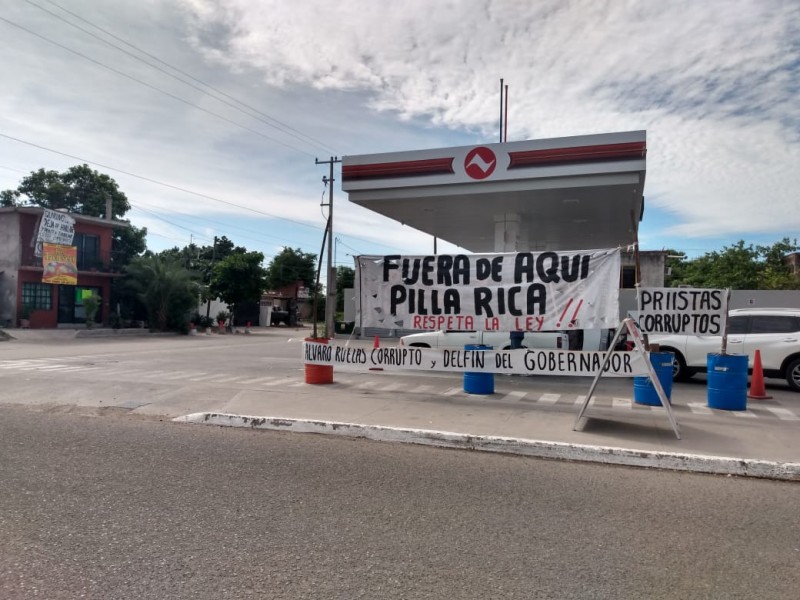 FUERA DE AQUI
PILLA RICA
RESPETA LA LEY !!
PRIISTAS
CORRUPTOS
ALVARO RUELAS CORRUPTO Y DELFIN DEL GOBERNADOR